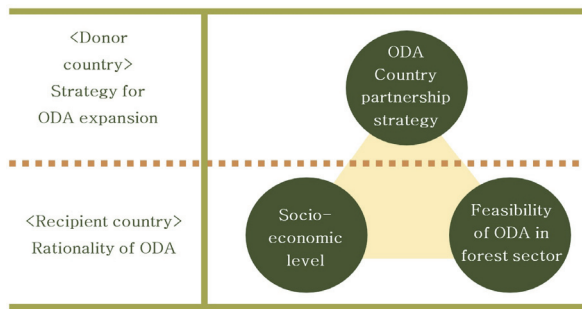 <Donor
country>
Strategy for
ODA expansion
ODA
Country
partnership
strategy
<Recipient country>
Rationality of ODA
Socio-
economic
level
Feasibility
of ODA in
forest sector